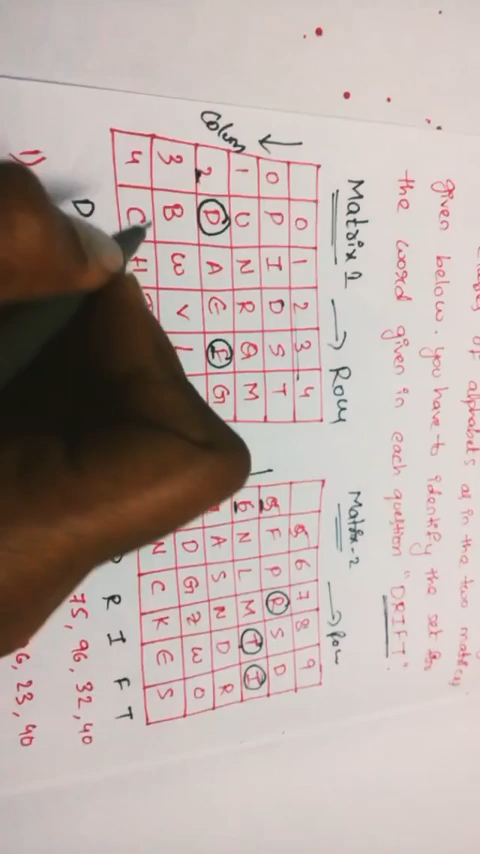 of alphabets as in the two matrices
given below. you have to identify the set for
the word given in each question "DRIFT".
Matrix 1 → Row
Matrix-2 → Row
Column
0 1 2 3 4
0 P I D S T
1 U N R Q M
2 D A E F G
3 B W V
4 C H
5 6 7 8 9
5 F P R S D
6 N L M T I
A S N D R
D G Z W O
N C K E S
D
D R I F T
1) 75, 96, 32, 40
6, 23, 40